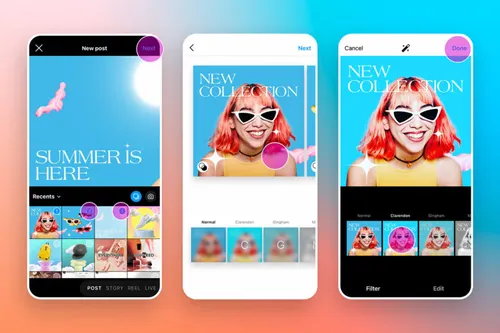 New post
Next
SUMMER IS
HERE
Recents
POST STORY REEL LIVE
Next
NEW
COLLECTION
Normal
Clarendon
Gingham
C
G
Cancel
Done
NEW
COLLECTION
Normal
Clarendon
Gingham
Filter
Edit